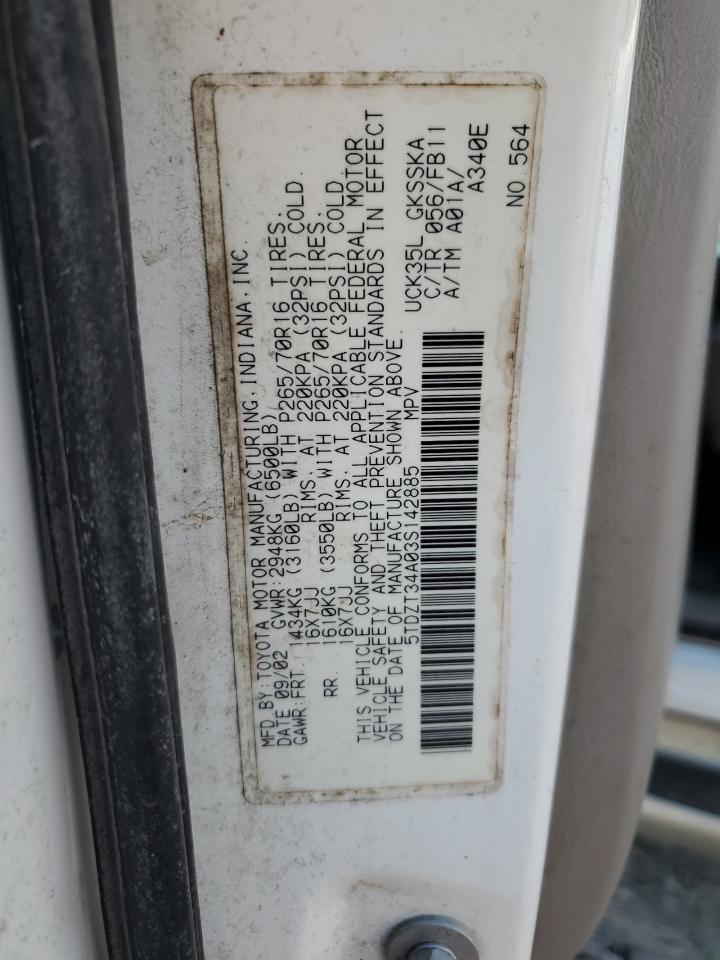 MFD BY:TOYOTA MOTOR MANUFACTURING,INDIANA,INC.
DATE 09/02 GVWR:2948KG (6500LB)
GAWR:FRT. 1434KG (3160LB) WITH P265/70R16 TIRES.
16X7JJ RIMS. AT 220KPA (32PSI) COLD.
RR. 1610KG (3550LB) WITH P265/70R16 TIRES.
16X7JJ RIMS. AT 220KPA (32PSI) COLD.
THIS VEHICLE CONFORMS TO ALL APPLICABLE FEDERAL MOTOR
VEHICLE SAFETY AND THEFT PREVENTION STANDARDS IN EFFECT
ON THE DATE OF MANUFACTURE SHOWN ABOVE.
5TDZT34A03S142885 MPV
UCK35L GKSSKA
C/TR 056/FB11
A/TM A01A/
A340E
NO 564